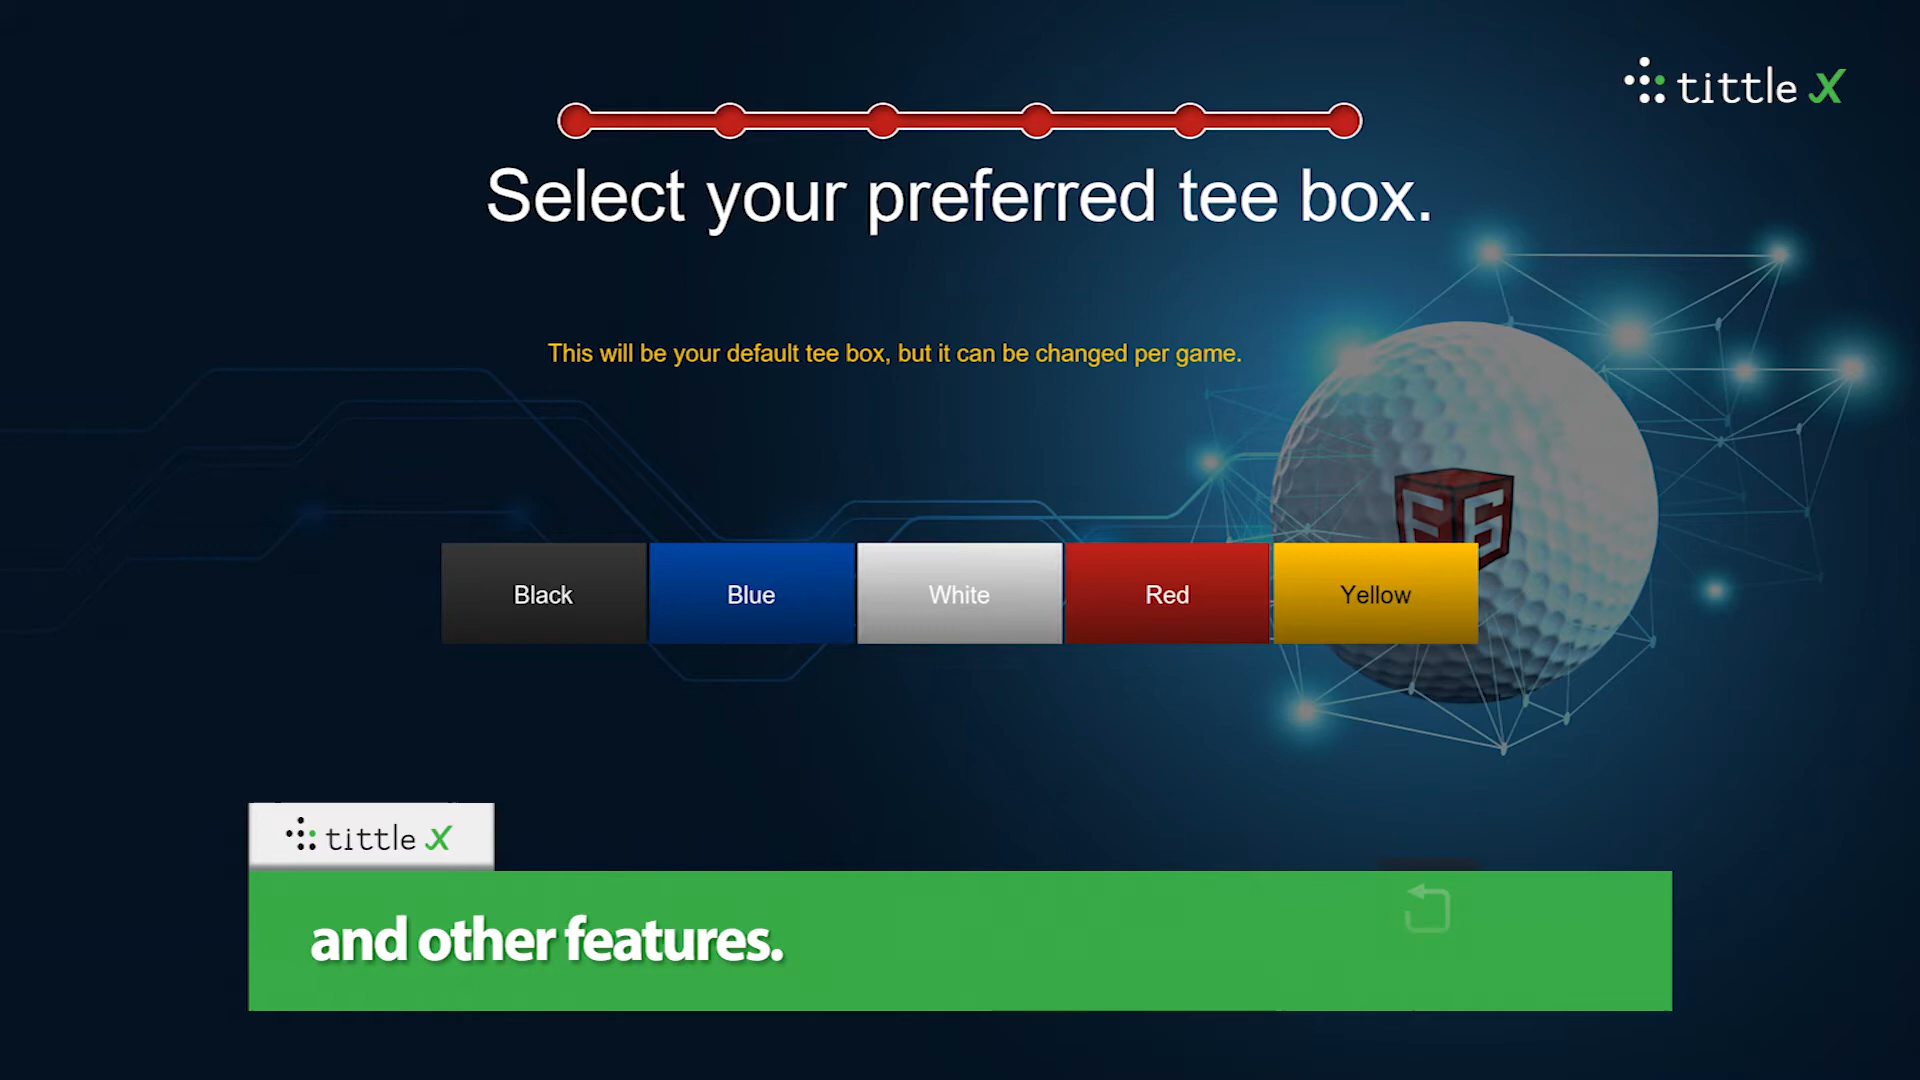 tittle X
Select your preferred tee box.
This will be your default tee box, but it can be changed per game.
E6
Black
Blue
White
Red
Yellow
tittle X
and other features.